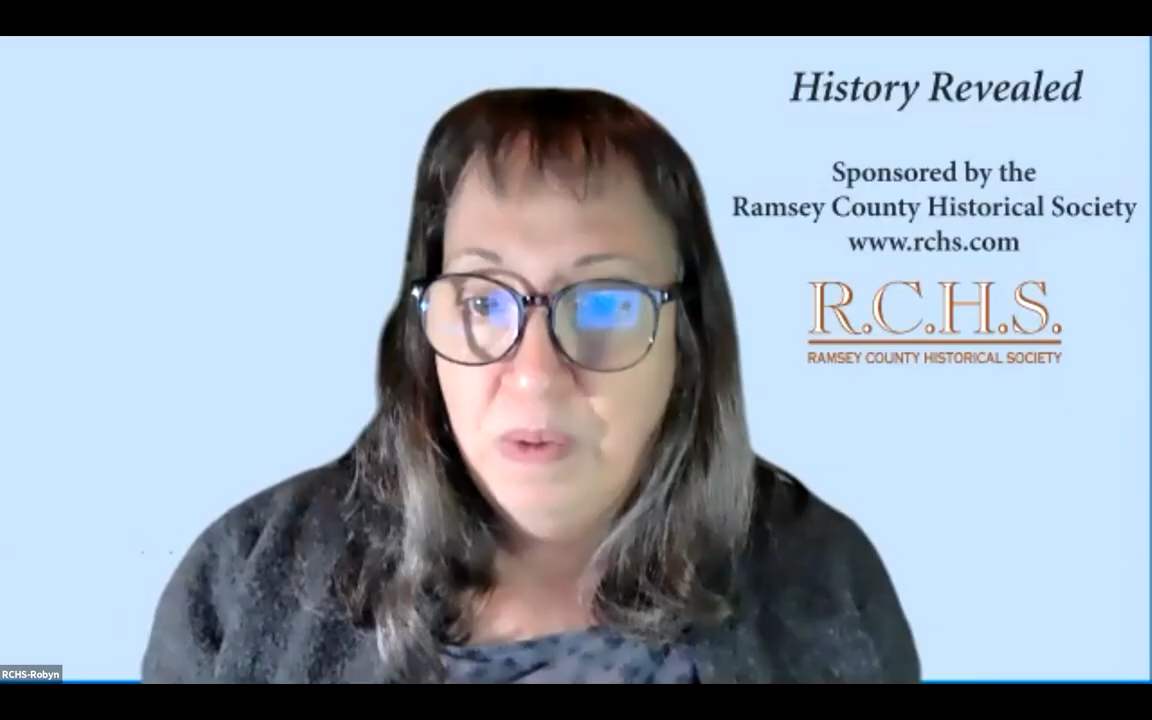 History Revealed
Sponsored by the
Ramsey County Historical Society
www.rchs.com
R.C.H.S.
RAMSEY COUNTY HISTORICAL SOCIETY
RCHS-Robyn